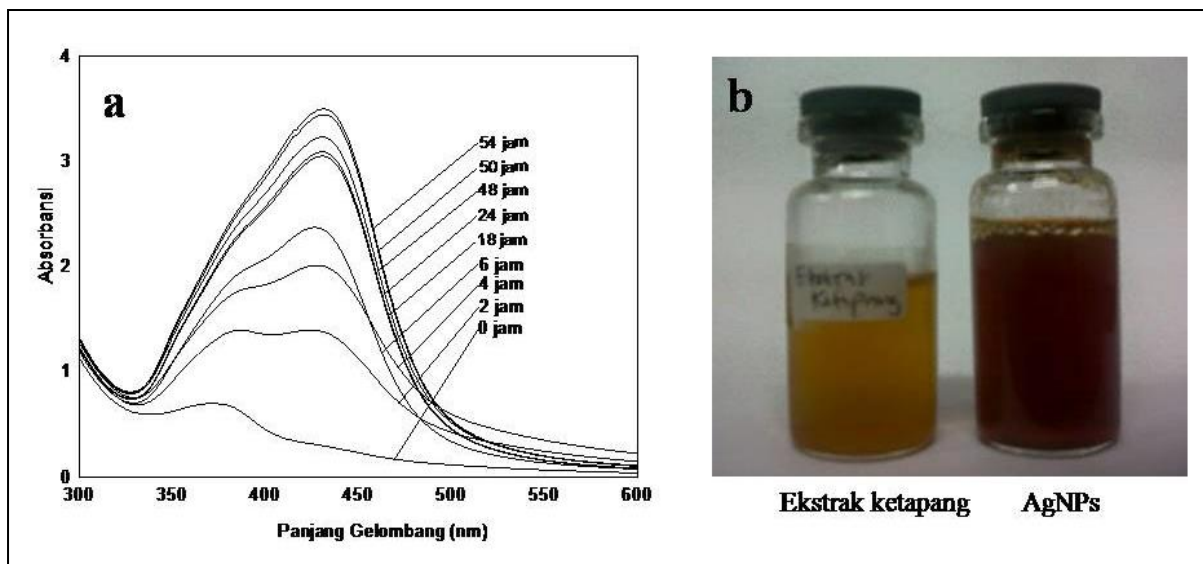 a
4
3
2
1
0
Absorbansi
300 350 400 450 500 550 600
Panjang Gelombang (nm)
54 jam
50 jam
48 jam
24 jam
18 jam
6 jam
4 jam
2 jam
0 jam
b
Ekstrak
Ketapang
Ekstrak ketapang AgNPs